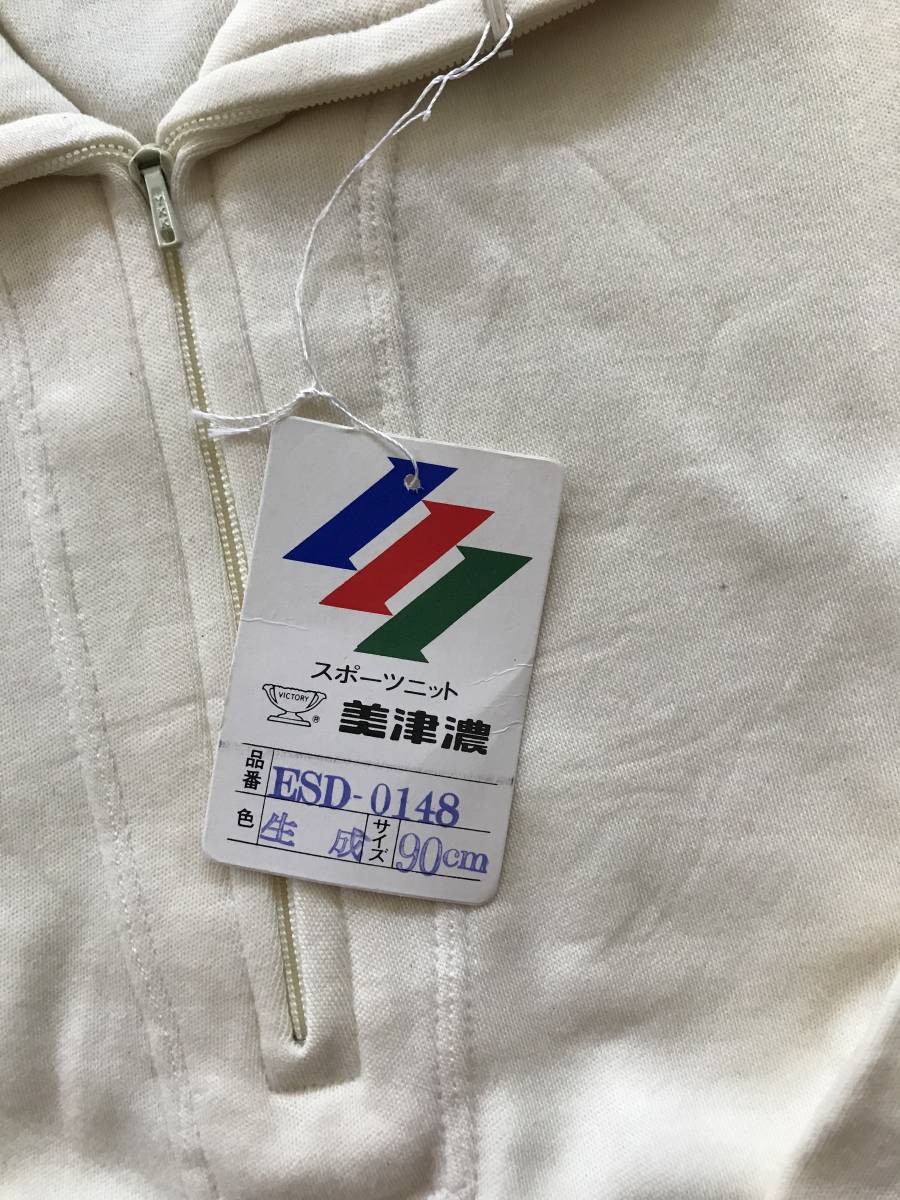 スポーツニット
VICTORY
®
美津濃
品番 ESD-0148
色 生成 サイズ 90cm